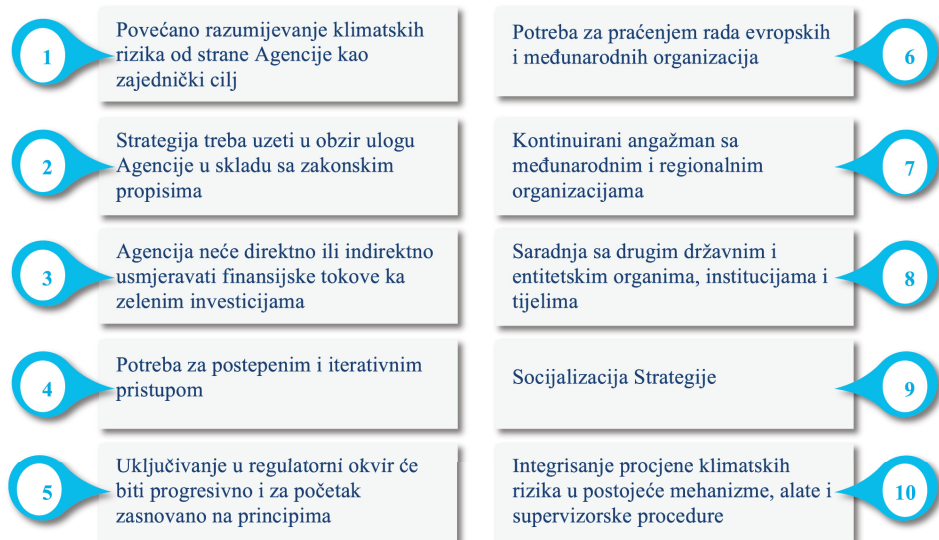 1
Povećano razumijevanje klimatskih
rizika od strane Agencije kao
zajednički cilj
2
Strategija treba uzeti u obzir ulogu
Agencije u skladu sa zakonskim
propisima
3
Agencija neće direktno ili indirektno
usmjeravati finansijske tokove ka
zelenim investicijama
4
Potreba za postepenim i iterativnim
pristupom
5
Uključivanje u regulatorni okvir će
biti progresivno i za početak
zasnovano na principima
Potreba za praćenjem rada evropskih
i međunarodnih organizacija
6
Kontinuirani angažman sa
međunarodnim i regionalnim
organizacijama
7
Saradnja sa drugim državnim i
entitetskim organima, institucijama i
tijelima
8
Socijalizacija Strategije
9
Integrisanje procjene klimatskih
rizika u postojeće mehanizme, alate i
supervizorske procedure
10